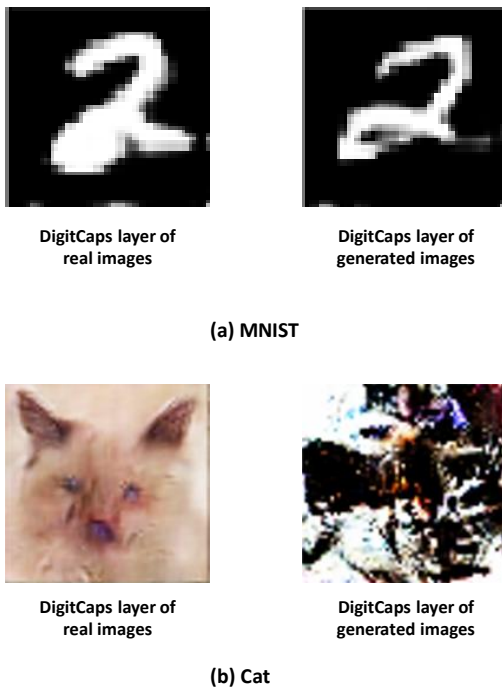 DigitCaps layer of
real images
DigitCaps layer of
generated images
(a) MNIST
DigitCaps layer of
real images
DigitCaps layer of
generated images
(b) Cat